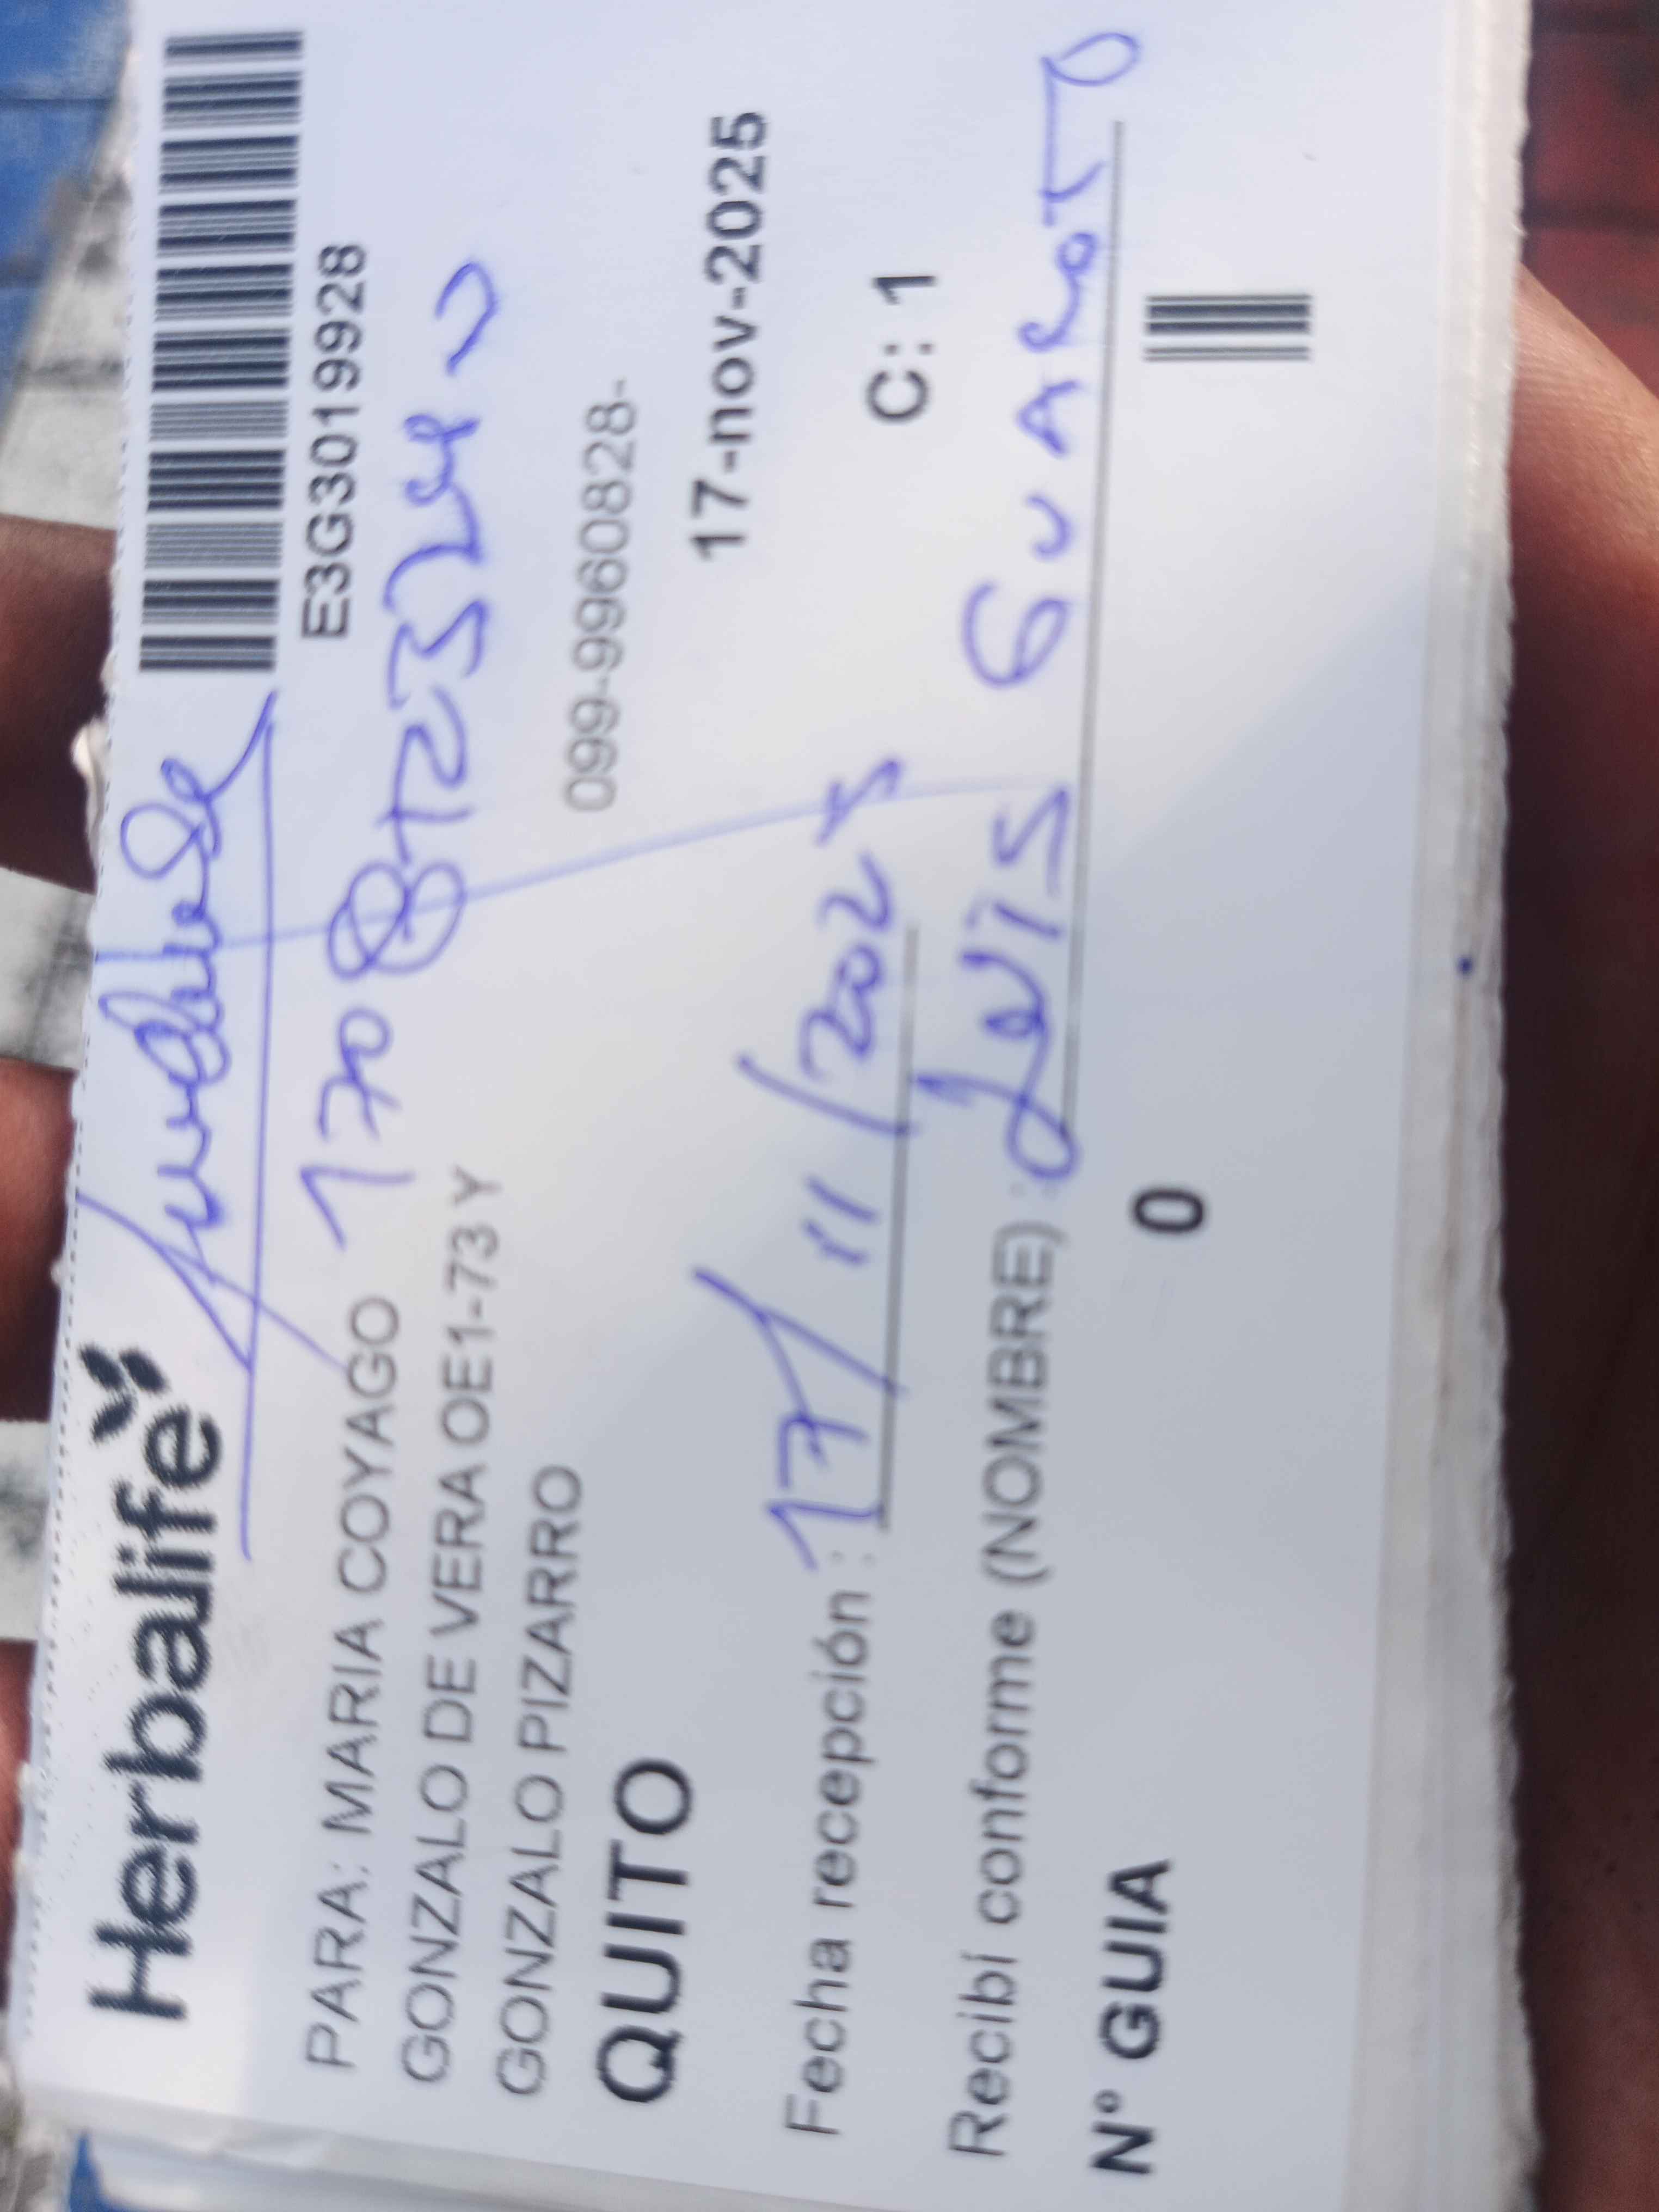 Herbalife
E3G3019928
PARA: MARIA COYAGO
GONZALO DE VERA OE1-73 Y
GONZALO PIZARRO
099-9960828-
QUITO
17-nov-2025
Fecha recepción : 17/11/2025
C: 1
Recibí conforme (NOMBRE) : Luis
N° GUIA
0